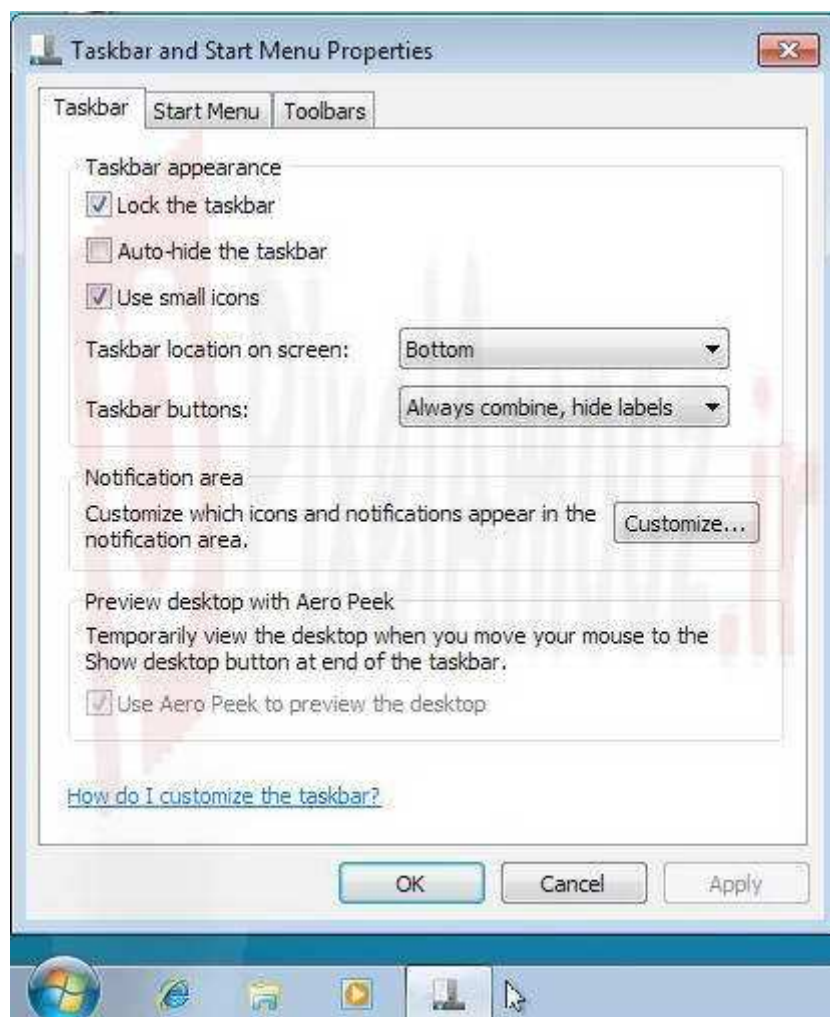 Taskbar and Start Menu Properties
Taskbar
Start Menu
Toolbars
Taskbar appearance
Lock the taskbar
Auto-hide the taskbar
Use small icons
Taskbar location on screen:
Bottom
Taskbar buttons:
Always combine, hide labels
Notification area
Customize which icons and notifications appear in the
notification area.
Customize...
Preview desktop with Aero Peek
Temporarily view the desktop when you move your mouse to the
Show desktop button at end of the taskbar.
Use Aero Peek to preview the desktop
How do I customize the taskbar?
OK
Cancel
Apply